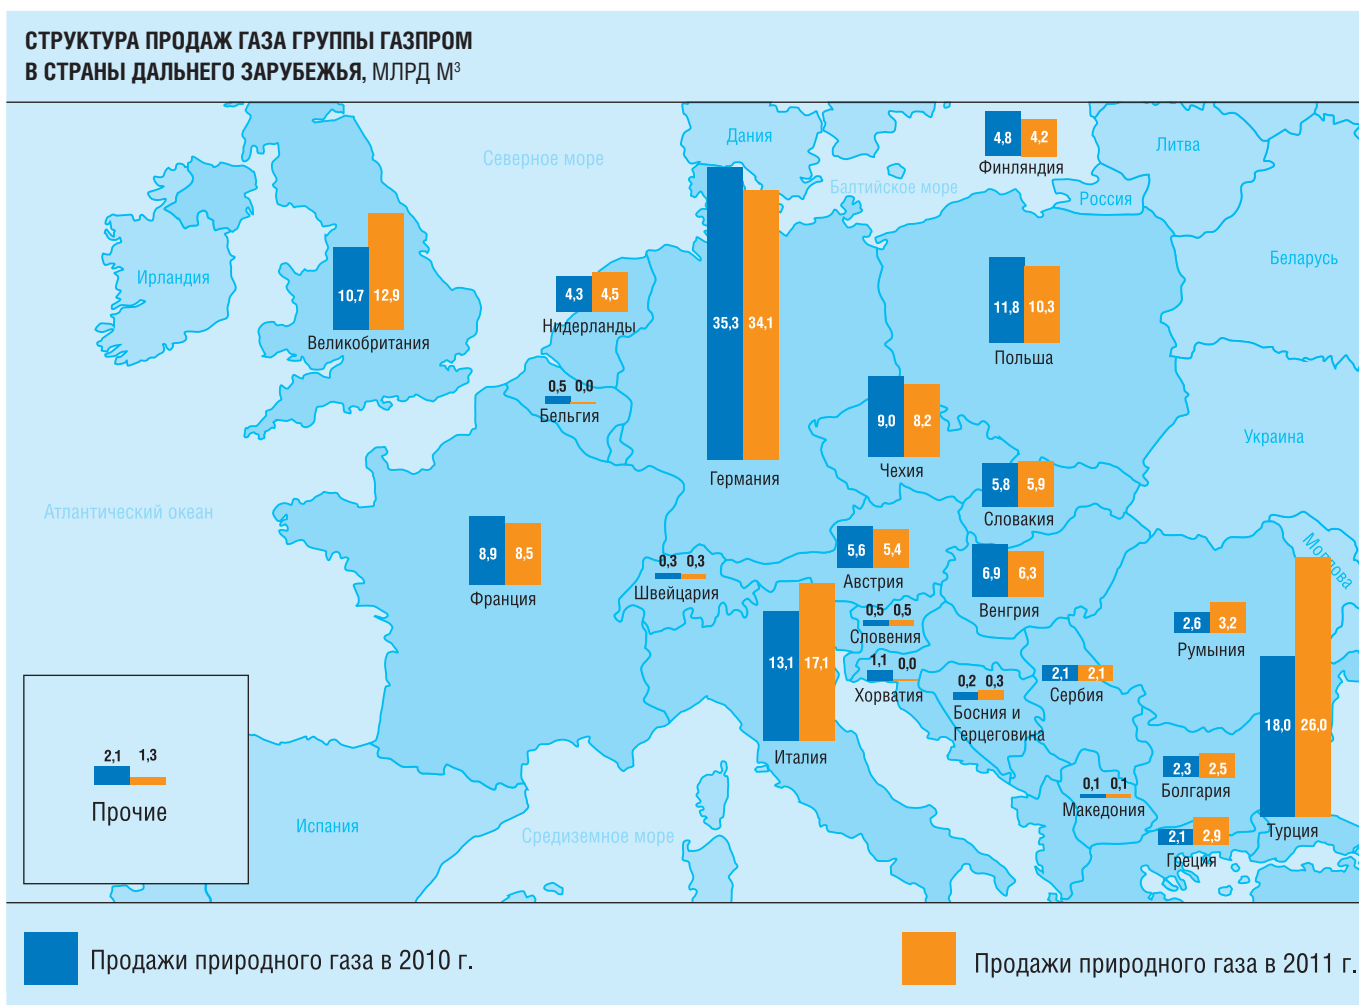 СТРУКТУРА ПРОДАЖ ГАЗА ГРУППЫ ГАЗПРОМ
В СТРАНЫ ДАЛЬНЕГО ЗАРУБЕЖЬЯ, МЛРД М³
Дания
Северное море
4,8 4,2
Финляндия
Литва
Балтийское море
Россия
Ирландия
Беларусь
10,7 12,9
Великобритания
4,3 4,5
Нидерланды
35,3 34,1
Германия
11,8 10,3
Польша
0,5 0,0
Бельгия
9,0 8,2
Чехия
Украина
5,8 5,9
Словакия
Атлантический океан
8,9 8,5
Франция
0,3 0,3
Швейцария
5,6 5,4
Австрия
6,9 6,3
Венгрия
Молдова
0,5 0,5
Словения
2,6 3,2
Румыния
13,1 17,1
Италия
1,1 0,0
Хорватия
0,2 0,3
Босния и
Герцеговина
2,1 2,1
Сербия
18,0 26,0
Турция
2,1 1,3
Прочие
2,3 2,5
Болгария
0,1 0,1
Македония
Испания
Средиземное море
2,1 2,9
Греция
Продажи природного газа в 2010 г.
Продажи природного газа в 2011 г.